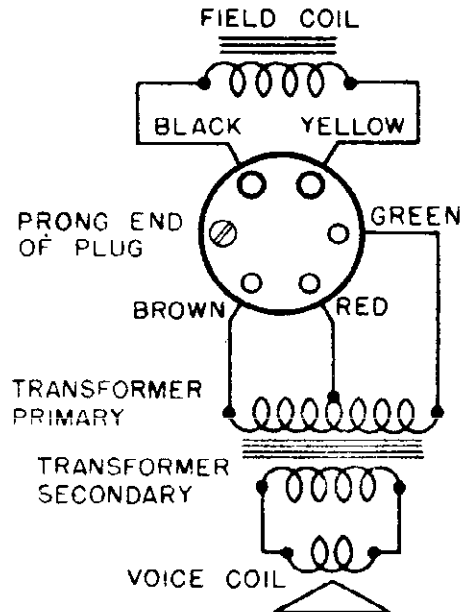 FIELD COIL
BLACK
YELLOW
PRONG END
OF PLUG
GREEN
BROWN
RED
TRANSFORMER
PRIMARY
TRANSFORMER
SECONDARY
VOICE COIL